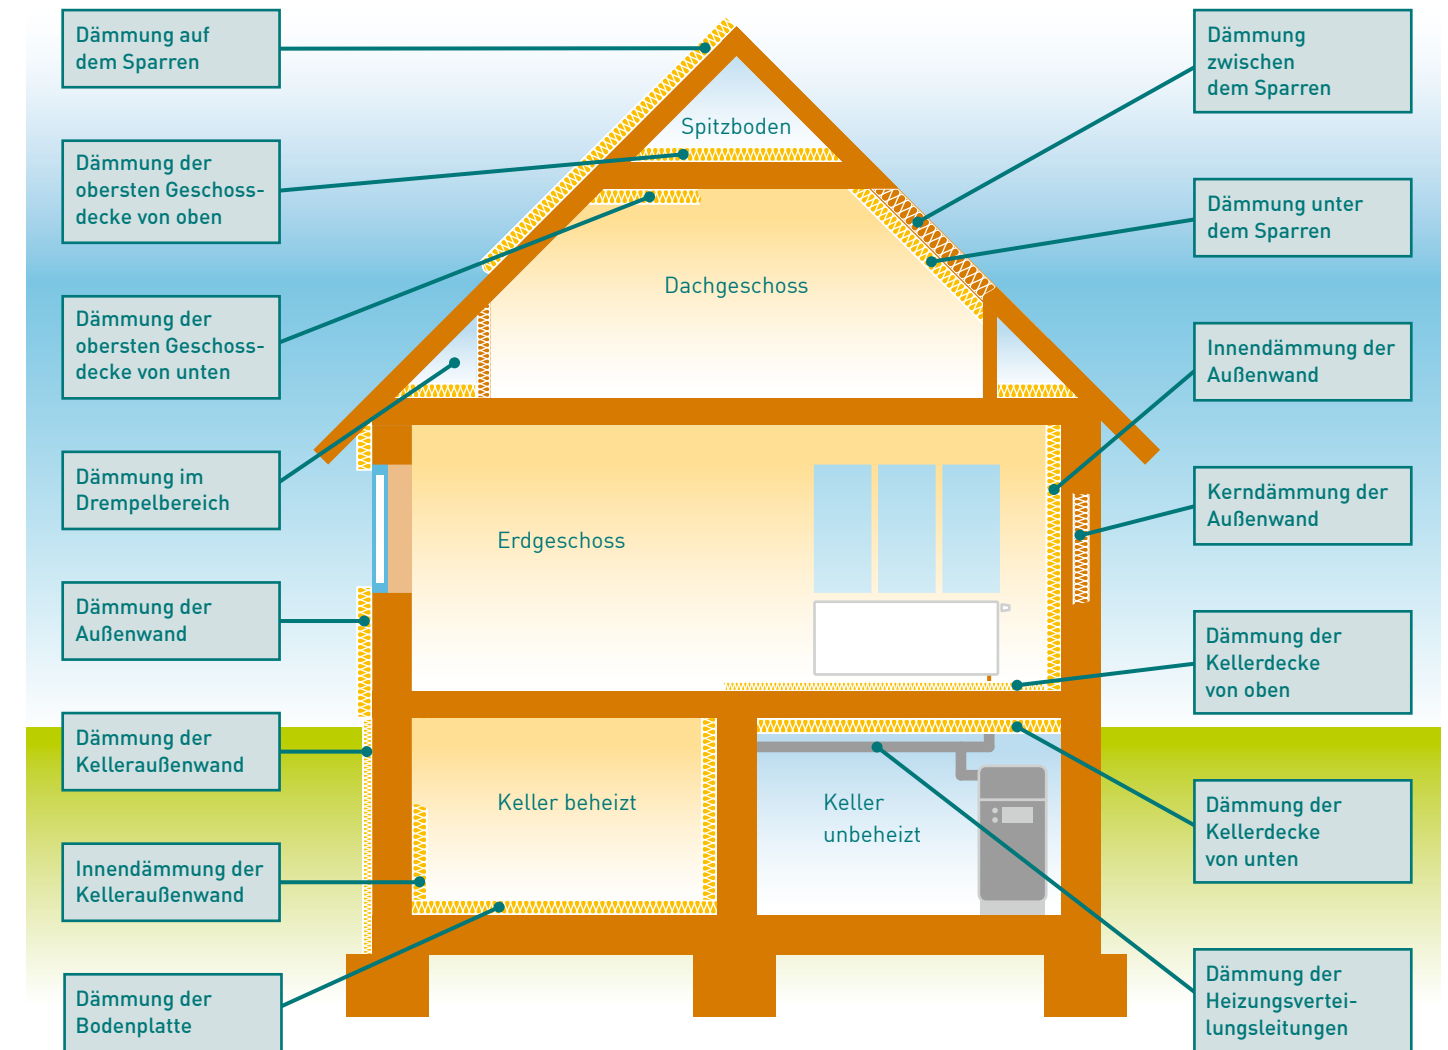 Dämmung auf
dem Sparren
Dämmung der
obersten Geschoss-
decke von oben
Dämmung der
obersten Geschoss-
decke von unten
Dämmung im
Drempelbereich
Dämmung der
Außenwand
Dämmung der
Kelleraußenwand
Innendämmung der
Kelleraußenwand
Dämmung der
Bodenplatte
Spitzboden
Dachgeschoss
Erdgeschoss
Keller beheizt
Keller
unbeheizt
Dämmung
zwischen
dem Sparren
Dämmung unter
dem Sparren
Innendämmung der
Außenwand
Kerndämmung der
Außenwand
Dämmung der
Kellerdecke
von oben
Dämmung der
Kellerdecke
von unten
Dämmung der
Heizungsvertei-
lungsleitungen